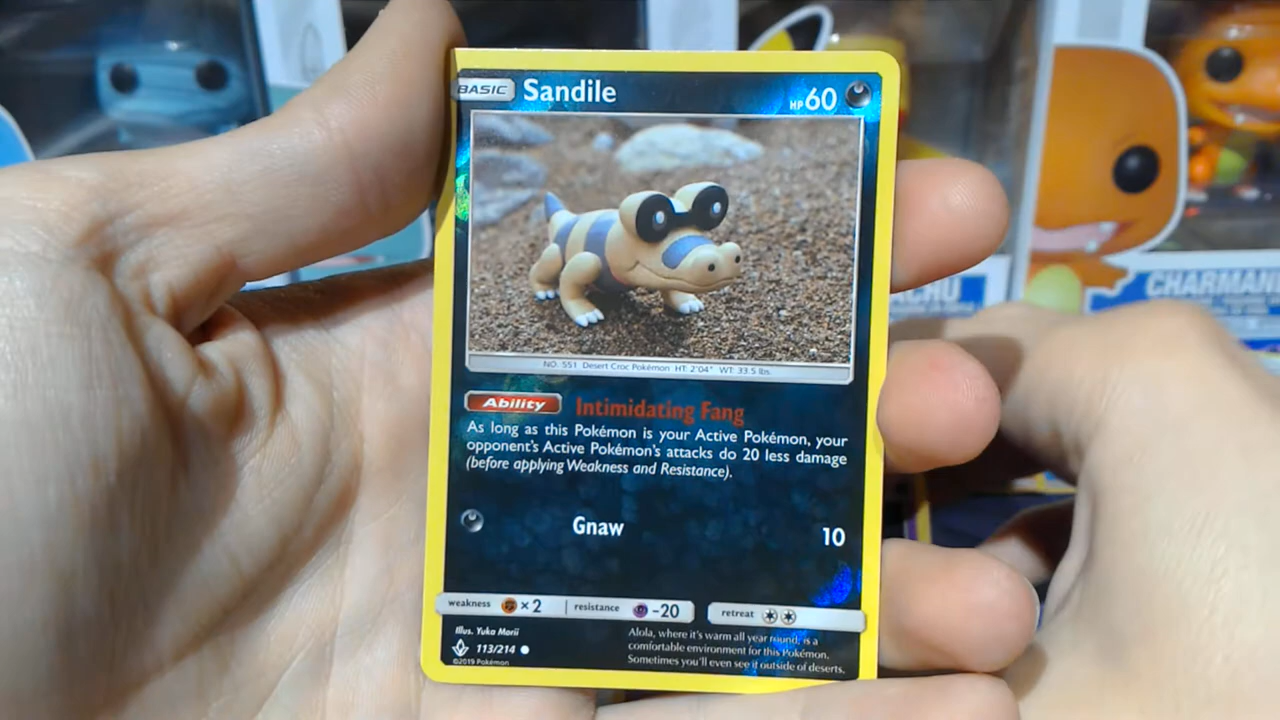 BASIC Sandile HP 60
NO. 551 Desert Croc Pokémon HT: 2'04" WT: 33.5 lbs.
Ability Intimidating Fang
As long as this Pokémon is your Active Pokémon, your
opponent's Active Pokémon's attacks do 20 less damage
(before applying Weakness and Resistance).
Gnaw 10
weakness ×2 resistance -20 retreat
Illus. Yuka Morii
113/214
©2019 Pokémon
Alola, where it's warm all year round, is a
comfortable environment for this Pokémon.
Sometimes you'll even see it outside of deserts.
ACHU
CHARMAN